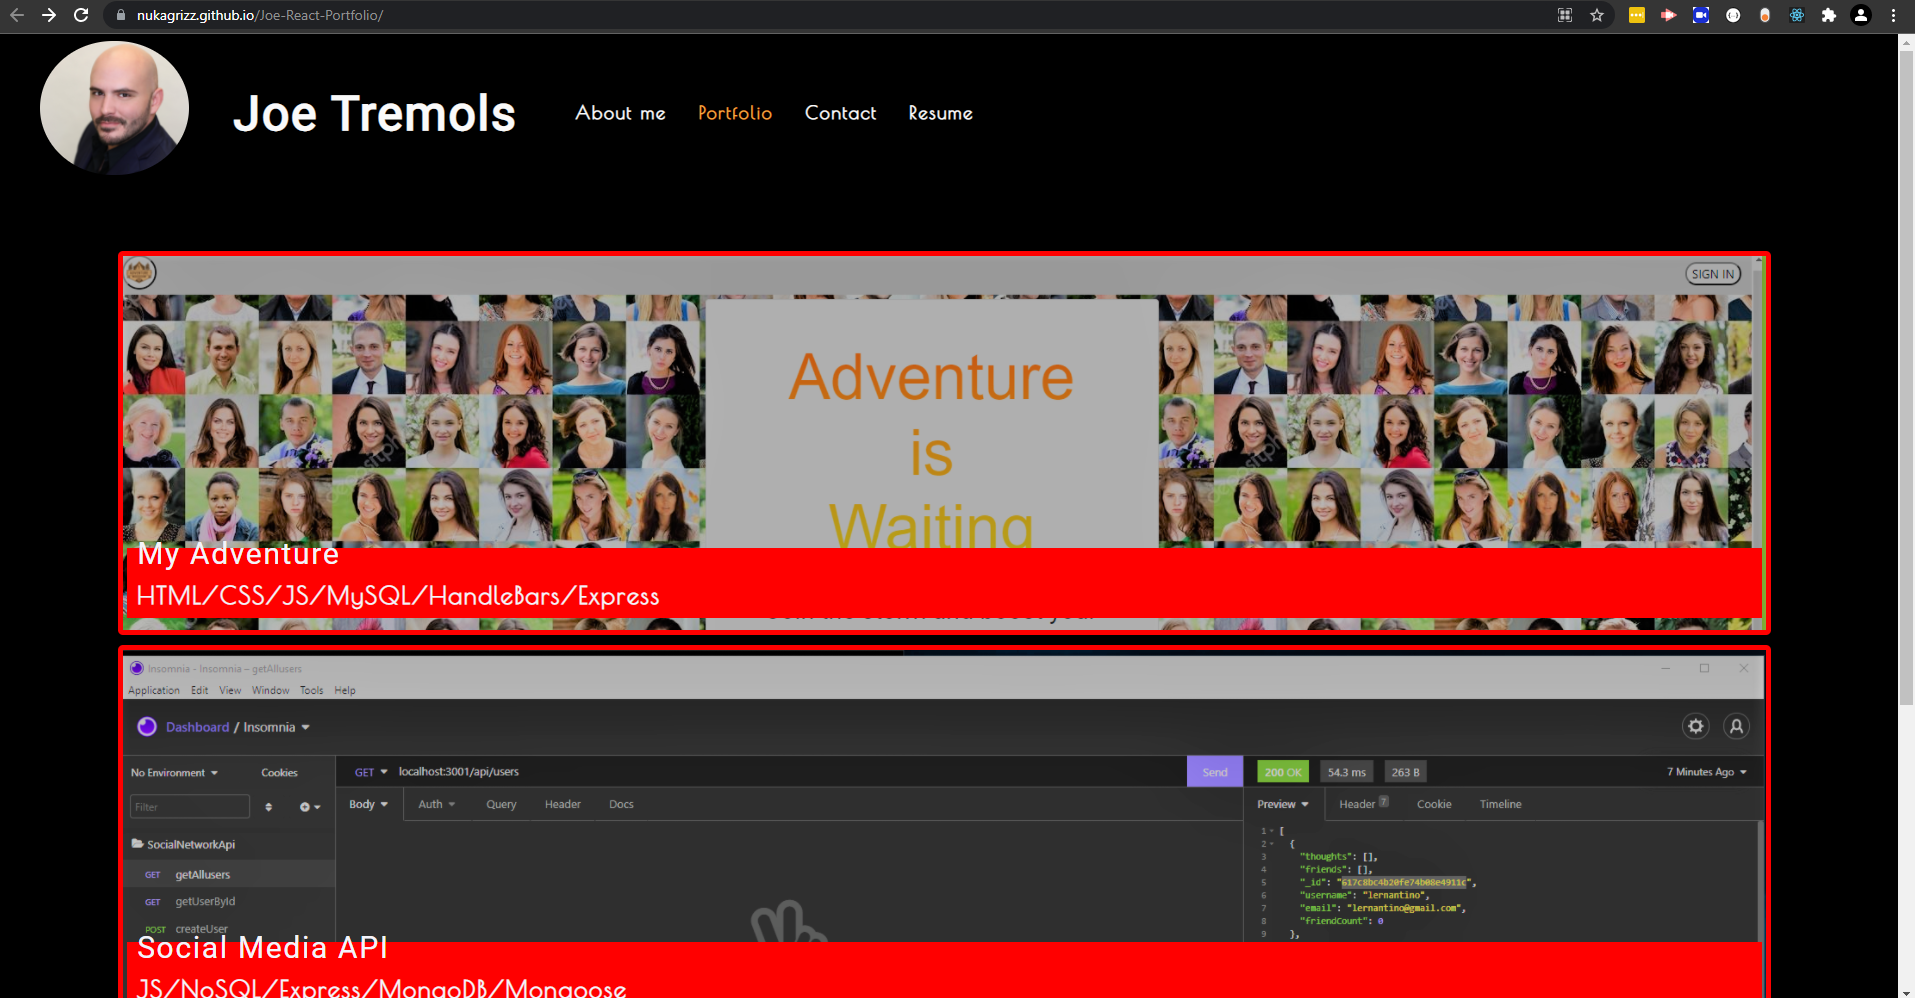 nukagrizz.github.io/Joe-React-Portfolio/
Joe Tremols
About me Portfolio Contact Resume
SIGN IN
Adventure
is
Waiting
My Adventure
HTML/CSS/JS/MySQL/HandleBars/Express
Insomnia - Insomnia – getAllusers
Application Edit View Window Tools Help
Dashboard / Insomnia
No Environment Cookies
GET localhost:3001/api/users Send 200 OK 54.3 ms 263 B 7 Minutes Ago
Filter
Body Auth Query Header Docs
Preview Header 7 Cookie Timeline
SocialNetworkApi
GET getAllusers
GET getUserById
POST createUser
1 [
2 {
3 "thoughts": [],
4 "friends": [],
5 "_id": "617c8bc4b20fe74b08e4911c",
6 "username": "lernantino",
7 "email": "lernantino@gmail.com",
8 "friendCount": 0
9 },
Social Media API
JS/NoSQL/Express/MongoDB/Mongoose